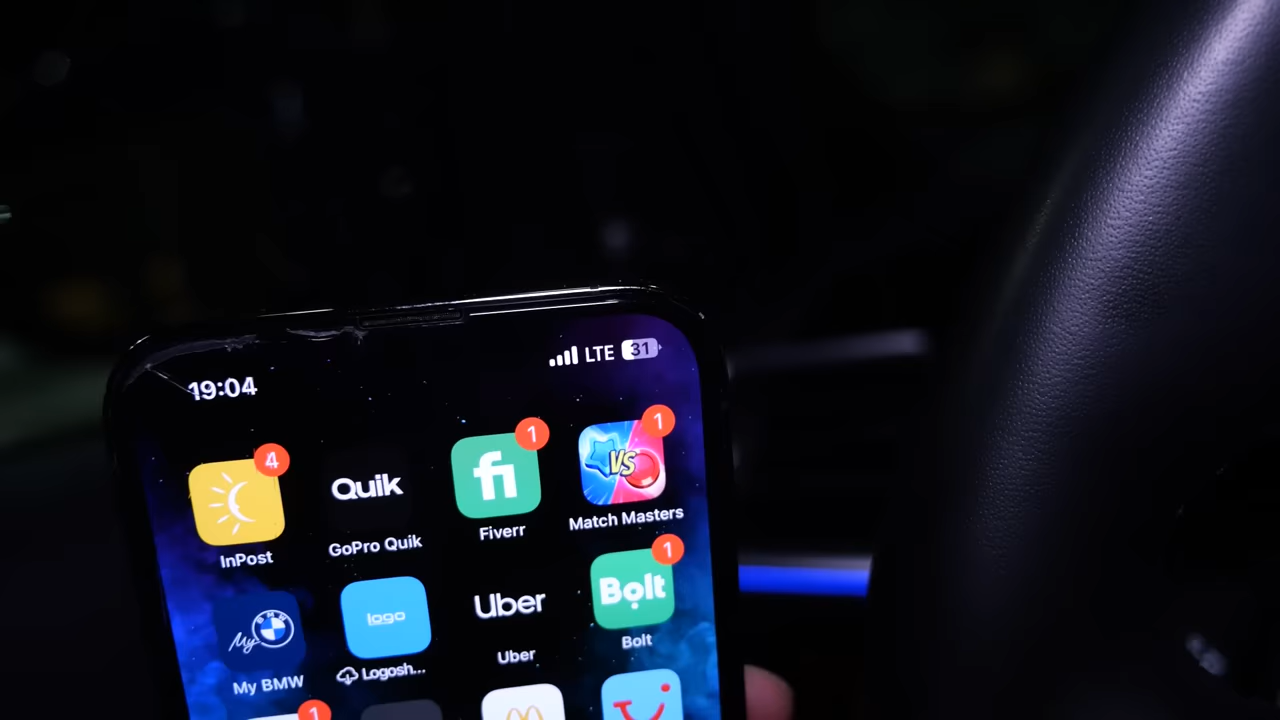 19:04
LTE 31
4
1
1
Quik
fi
VS
InPost
GoPro Quik
Fiverr
Match Masters
1
My BMW
logo
Uber
Bolt
My BMW
Logosh...
Uber
Bolt
1